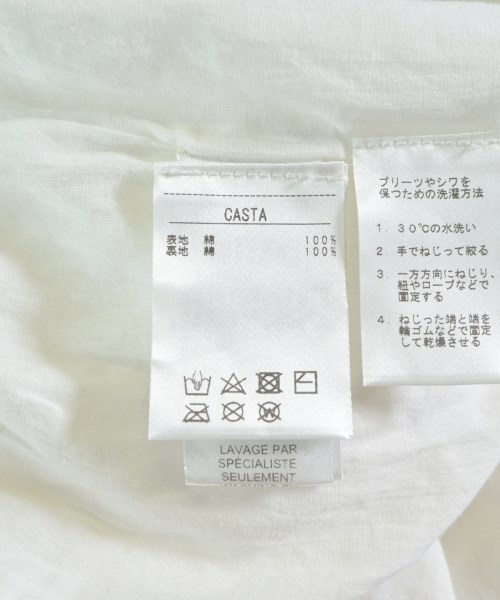 CASTA
表地 綿 100%
裏地 綿 100%
LAVAGE PAR
SPÉCIALISTE
SEULEMENT
プリーツやシワを
保つための洗濯方法
1. 30℃の水洗い
2. 手でねじって絞る
3. 一方方向にねじり、
紐やロープなどで
固定する
4. ねじった端と端を
輪ゴムなどで固定
して乾燥させる